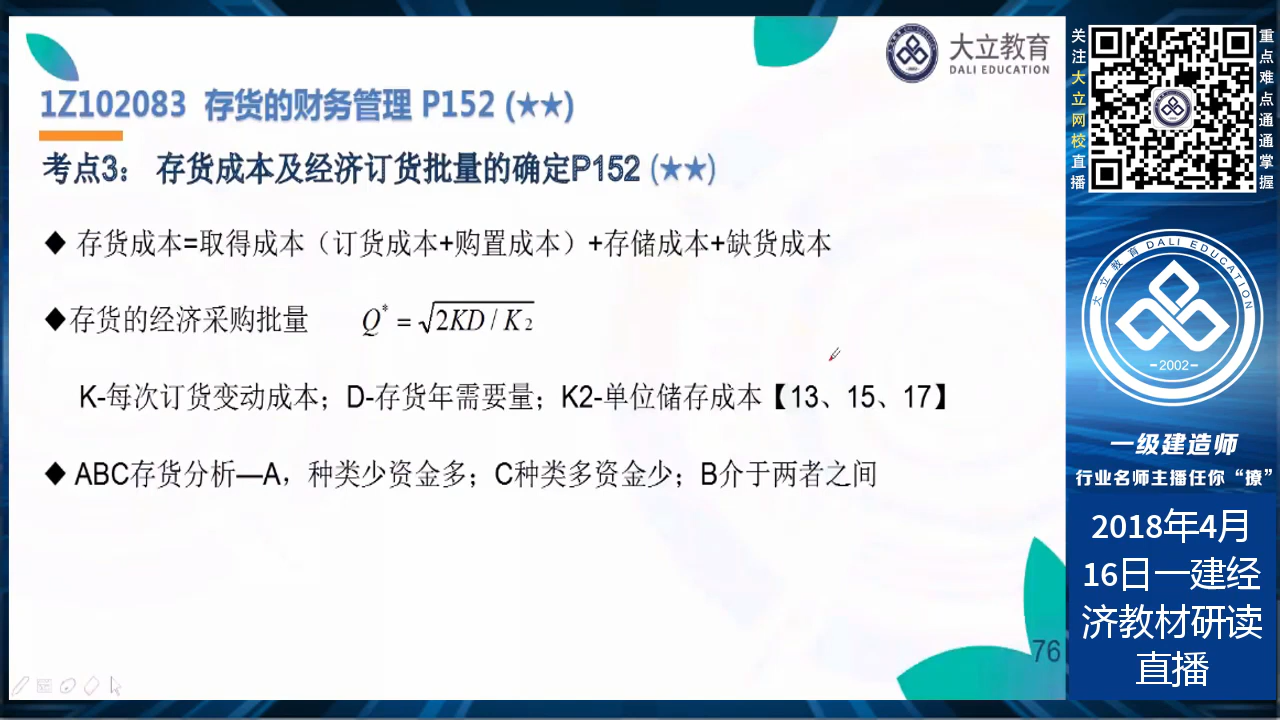 大立教育
DALI EDUCATION
1Z102083 存货的财务管理 P152 (★★)
考点3： 存货成本及经济订货批量的确定P152 (★★)
◆ 存货成本=取得成本（订货成本+购置成本）+存储成本+缺货成本
◆存货的经济采购批量 Q* = √2KD / K2
K-每次订货变动成本；D-存货年需要量；K2-单位储存成本【13、15、17】
◆ ABC存货分析—A，种类少资金多；C种类多资金少；B介于两者之间
76
关注大立网校直播
重点难点通通掌握
大立教育 DALI EDUCATION
-2002-
一级建造师
行业名师主播任你“撩”
2018年4月
16日一建经
济教材研读
直播